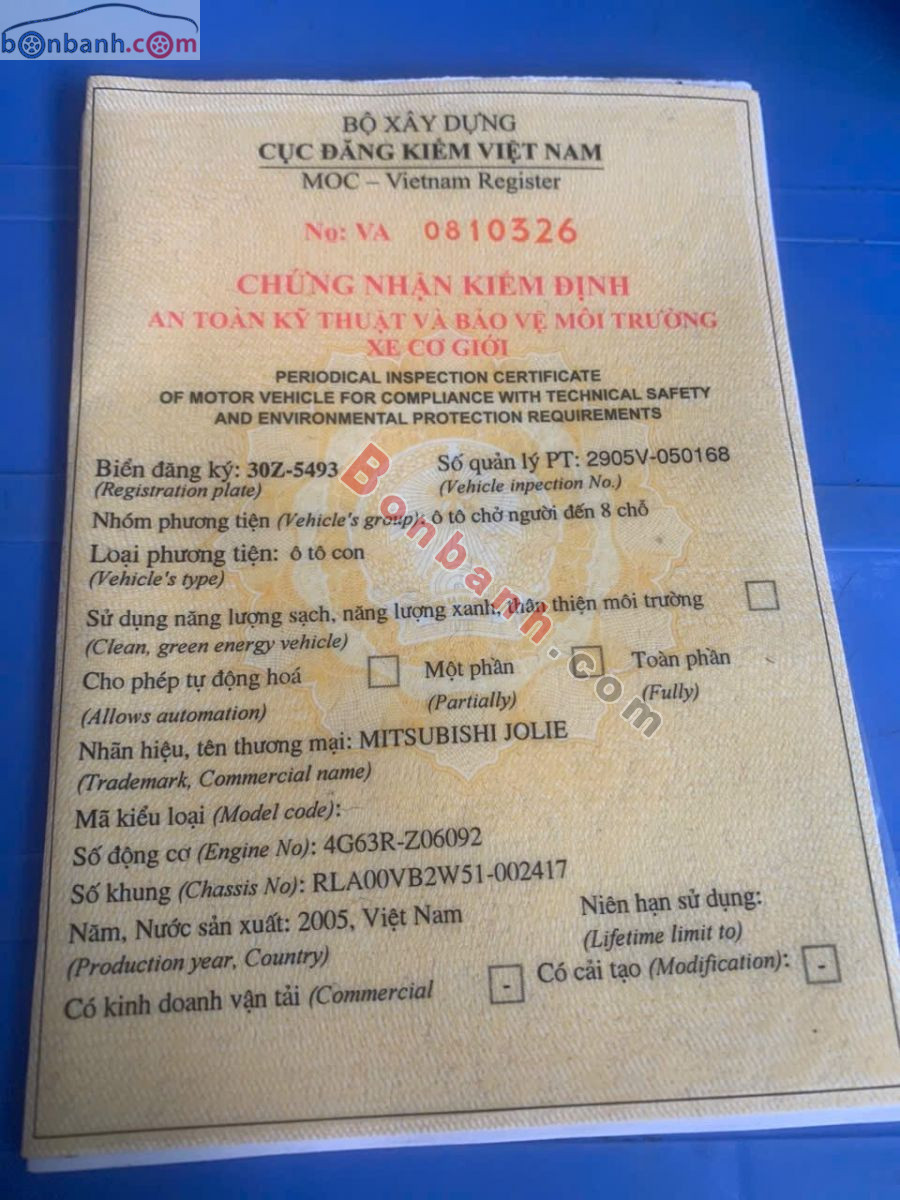 bonbanh.com
BỘ XÂY DỰNG
CỤC ĐĂNG KIỂM VIỆT NAM
MOC – Vietnam Register
No: VA 0810326
CHỨNG NHẬN KIỂM ĐỊNH
AN TOÀN KỸ THUẬT VÀ BẢO VỆ MÔI TRƯỜNG
XE CƠ GIỚI
PERIODICAL INSPECTION CERTIFICATE
OF MOTOR VEHICLE FOR COMPLIANCE WITH TECHNICAL SAFETY
AND ENVIRONMENTAL PROTECTION REQUIREMENTS
Biển đăng ký: 30Z-5493 Số quản lý PT: 2905V-050168
(Registration plate) (Vehicle inpection No.)
Nhóm phương tiện (Vehicle's group): ô tô chở người đến 8 chỗ
Loại phương tiện: ô tô con
(Vehicle's type)
Sử dụng năng lượng sạch, năng lượng xanh, thân thiện môi trường
(Clean, green energy vehicle)
Cho phép tự động hoá Một phần Toàn phần
(Allows automation) (Partially) (Fully)
Nhãn hiệu, tên thương mại: MITSUBISHI JOLIE
(Trademark, Commercial name)
Mã kiểu loại (Model code):
Số động cơ (Engine No): 4G63R-Z06092
Số khung (Chassis No): RLA00VB2W51-002417
Năm, Nước sản xuất: 2005, Việt Nam Niên hạn sử dụng:
(Production year, Country) (Lifetime limit to)
Có kinh doanh vận tải (Commercial - Có cải tạo (Modification): -
Bonbanh.com